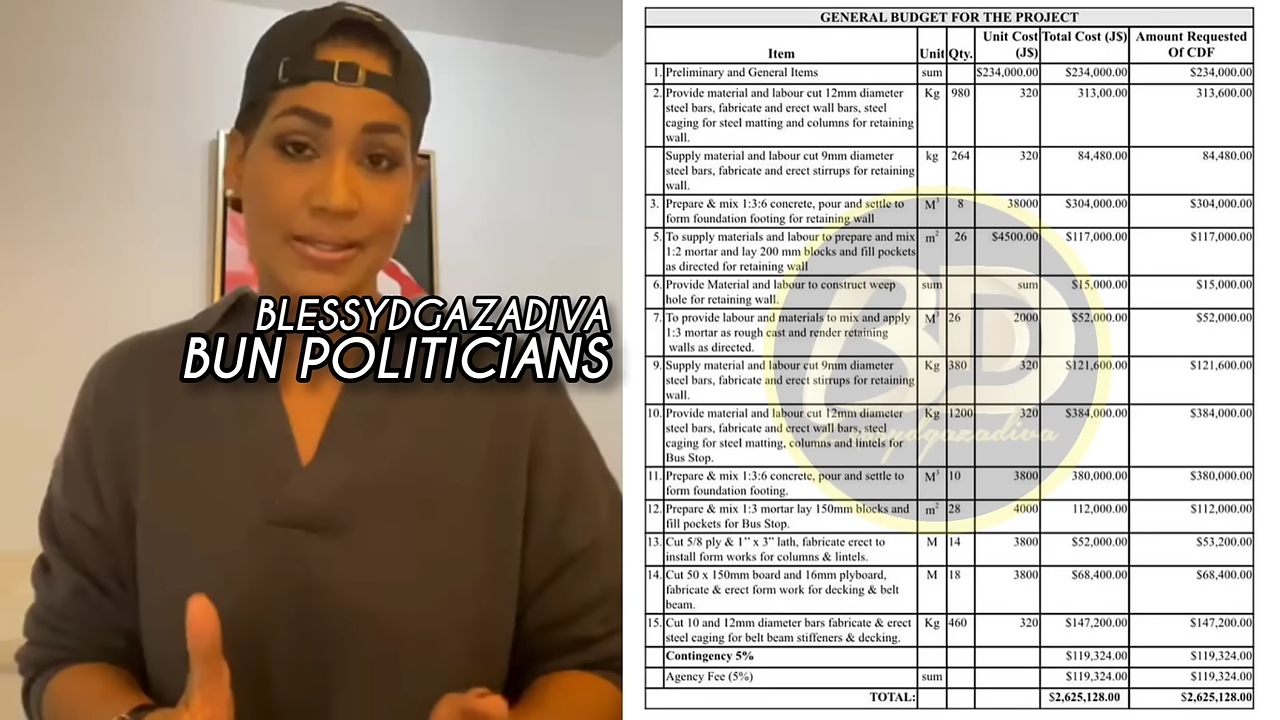 BLESSYDGAZADIVA
BUN POLITICIANS
GENERAL BUDGET FOR THE PROJECT
Item Unit Qty. Unit Cost (J$) Total Cost (J$) Amount Requested Of CDF
1. Preliminary and General Items sum $234,000.00 $234,000.00 $234,000.00
2. Provide material and labour cut 12mm diameter Kg 980 320 313,00.00 313,600.00
steel bars, fabricate and erect wall bars, steel
caging for steel matting and columns for retaining
wall.
Supply material and labour cut 9mm diameter kg 264 320 84,480.00 84,480.00
steel bars, fabricate and erect stirrups for retaining
wall.
3. Prepare & mix 1:3:6 concrete, pour and settle to M³ 8 38000 $304,000.00 $304,000.00
form foundation footing for retaining wall
5. To supply materials and labour to prepare and mix m² 26 $4500.00 $117,000.00 $117,000.00
1:2 mortar and lay 200 mm blocks and fill pockets
as directed for retaining wall
6. Provide Material and labour to construct weep sum sum $15,000.00 $15,000.00
hole for retaining wall.
7. To provide labour and materials to mix and apply M³ 26 2000 $52,000.00 $52,000.00
1:3 mortar as rough cast and render retaining
walls as directed.
9. Supply material and labour cut 9mm diameter Kg 380 320 $121,600.00 $121,600.00
steel bars, fabricate and erect stirrups for retaining
wall.
10. Provide material and labour cut 12mm diameter Kg 1200 320 $384,000.00 $384,000.00
steel bars, fabricate and erect wall bars, steel
caging for steel matting, columns and lintels for
Bus Stop.
11. Prepare & mix 1:3:6 concrete, pour and settle to M³ 10 3800 380,000.00 $380,000.00
form foundation footing.
12. Prepare & mix 1:3 mortar lay 150mm blocks and m² 28 4000 112,000.00 $112,000.00
fill pockets for Bus Stop.
13. Cut 5/8 ply & 1” x 3” lath, fabricate erect to M 14 3800 $52,000.00 $53,200.00
install form works for columns & lintels.
14. Cut 50 x 150mm board and 16mm plyboard, M 18 3800 $68,400.00 $68,400.00
fabricate & erect form work for decking & belt
beam.
15. Cut 10 and 12mm diameter bars fabricate & erect Kg 460 320 $147,200.00 $147,200.00
steel caging for belt beam stiffeners & decking.
Contingency 5% $119,324.00 $119,324.00
Agency Fee (5%) sum $119,324.00 $119,324.00
TOTAL: $2,625,128.00 $2,625,128.00
BD